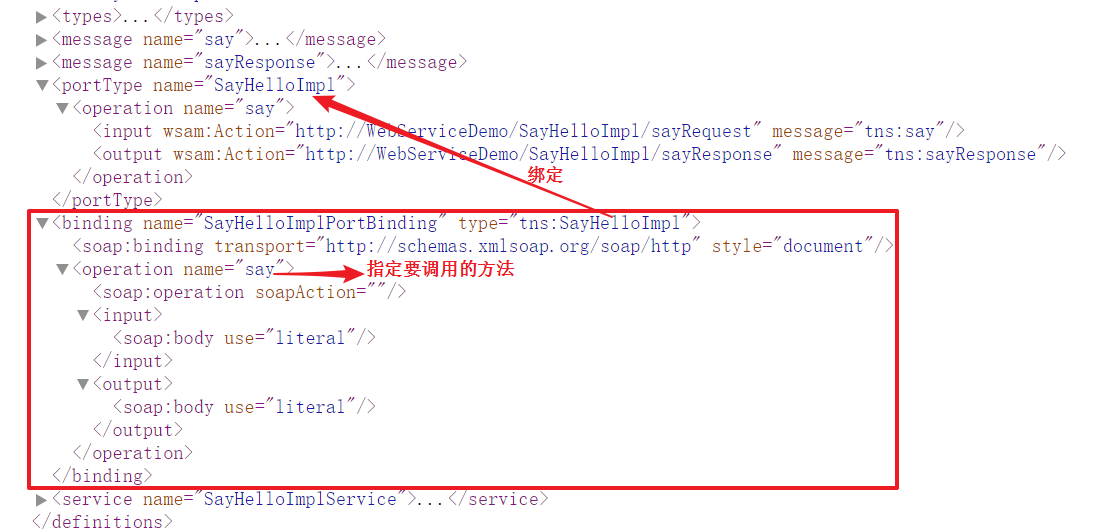 ▶<types>...</types>
▶<message name="say">...</message>
▶<message name="sayResponse">...</message>
▼<portType name="SayHelloImpl">
▼<operation name="say">
<input wsam:Action="http://WebServiceDemo/SayHelloImpl/sayRequest" message="tns:say"/>
<output wsam:Action="http://WebServiceDemo/SayHelloImpl/sayResponse" message="tns:sayResponse"/>
</operation>
绑定
</portType>
▼<binding name="SayHelloImplPortBinding" type="tns:SayHelloImpl">
<soap:binding transport="http://schemas.xmlsoap.org/soap/http" style="document"/>
▼<operation name="say"> 指定要调用的方法
<soap:operation soapAction=""/>
▼<input>
<soap:body use="literal"/>
</input>
▼<output>
<soap:body use="literal"/>
</output>
</operation>
</binding>
▶<service name="SayHelloImplService">...</service>
</definitions>